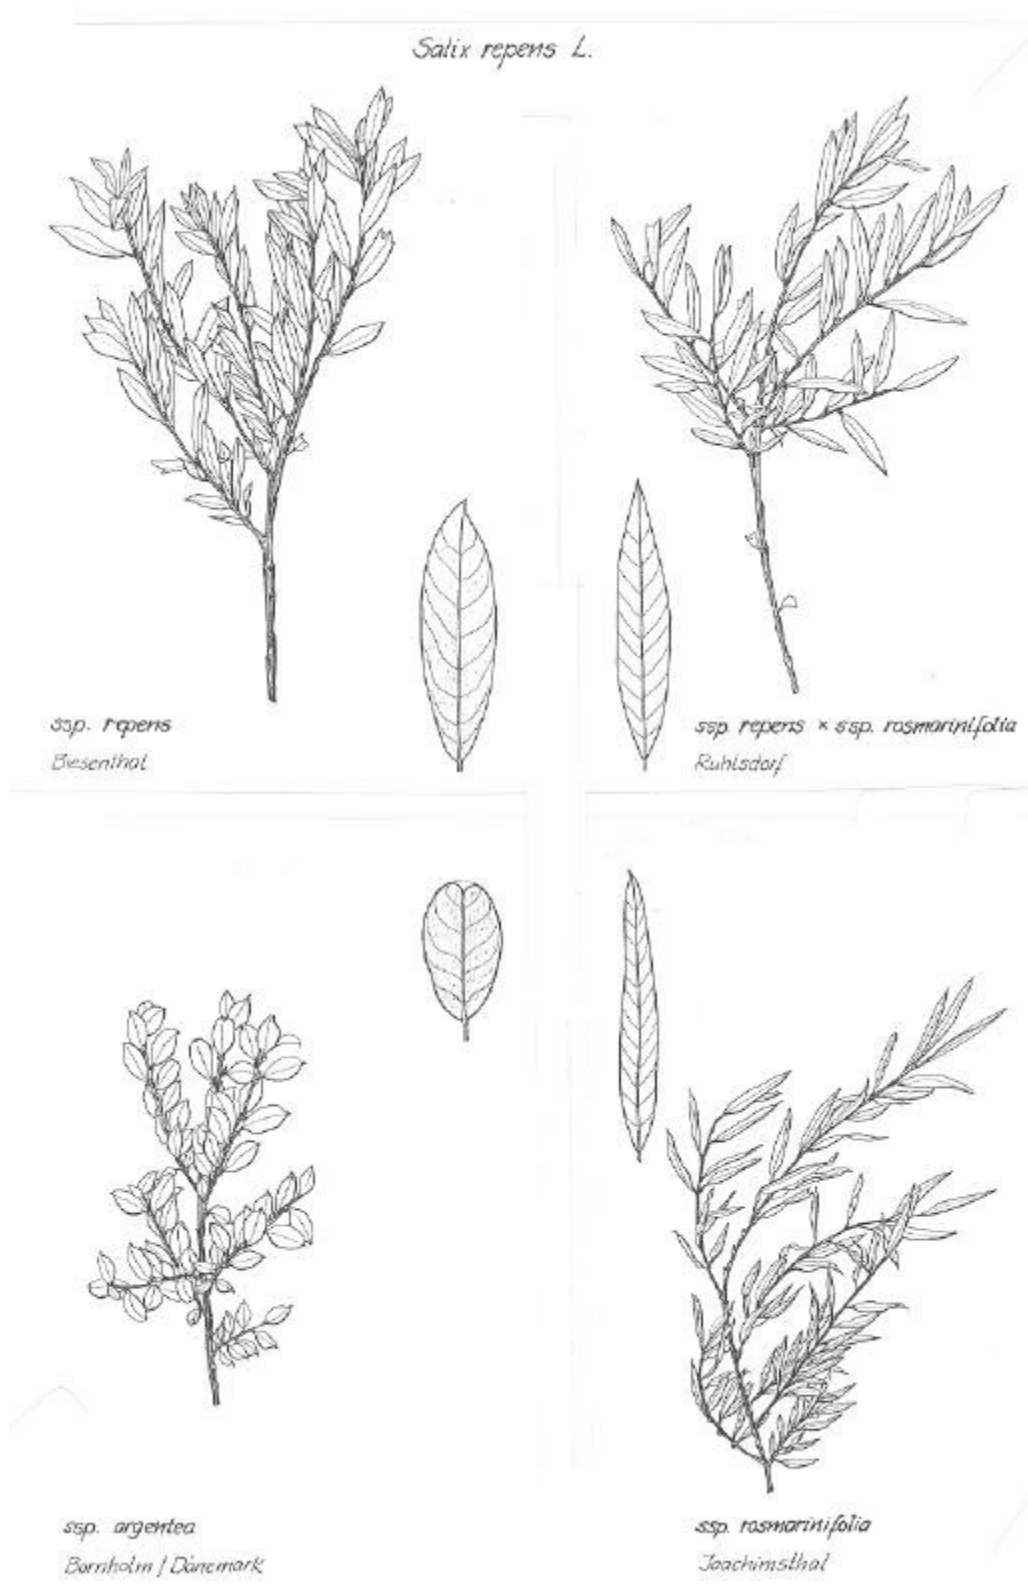 Salix repens L.
ssp. repens
Biesenthal
ssp. repens × ssp. rosmarinifolia
Ruhlsdorf
ssp. argentea
Bornholm / Dänemark
ssp. rosmarinifolia
Joachimsthal